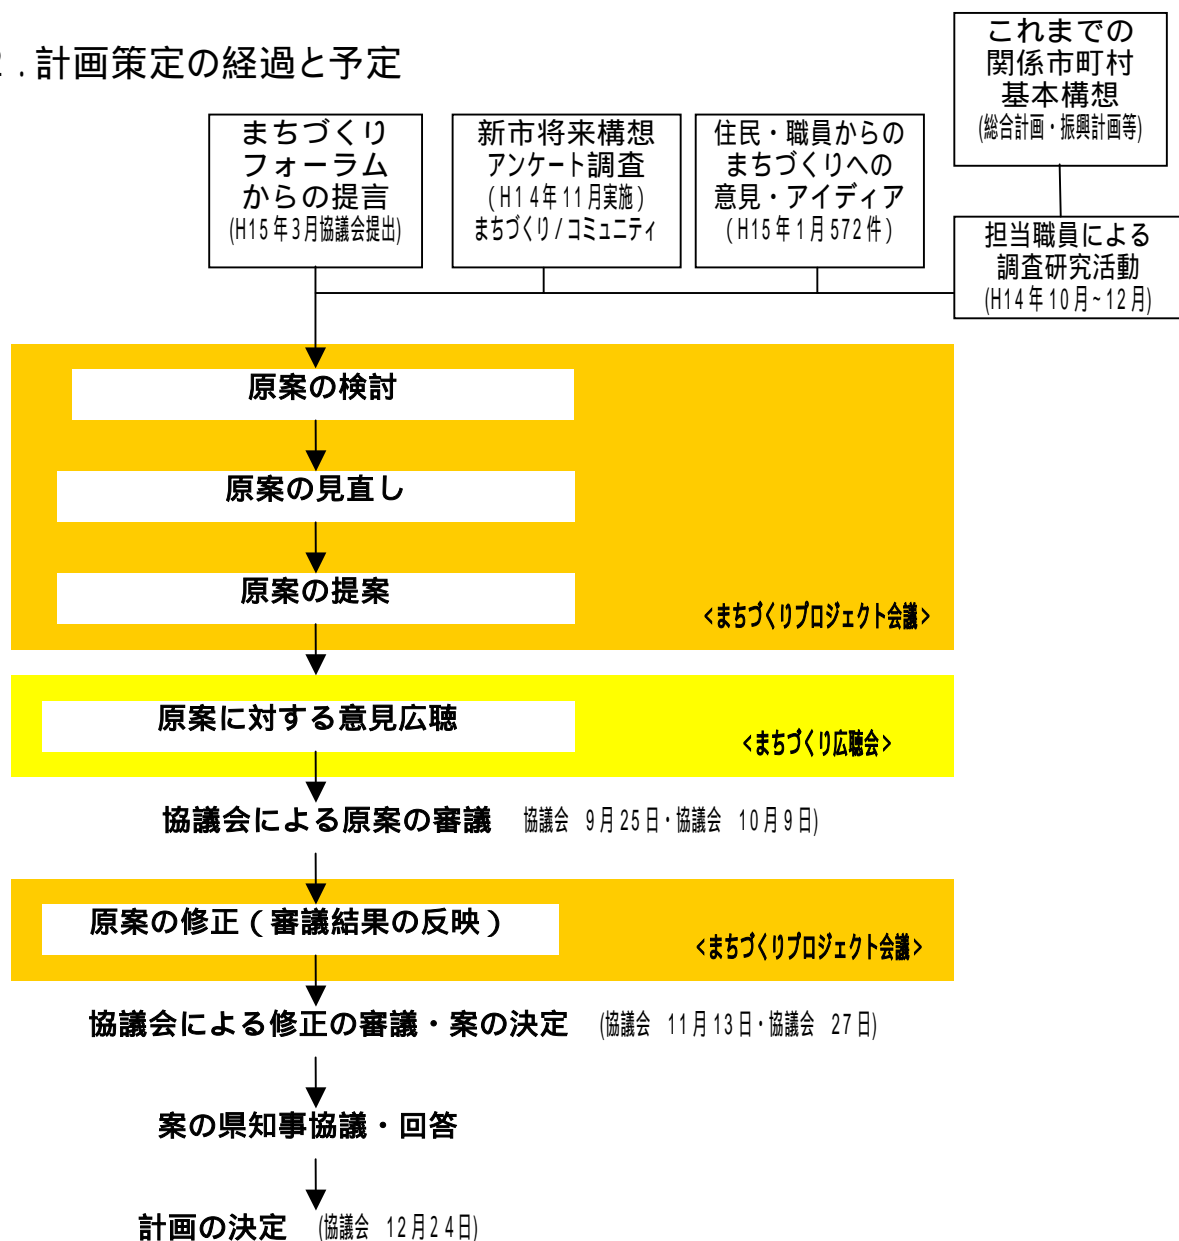 ２．計画策定の経過と予定
これまでの
関係市町村
基本構想
(総合計画・振興計画等)
まちづくり
フォーラム
からの提言
(H15年3月協議会提出)
新市将来構想
アンケート調査
(H14年11月実施)
まちづくり/コミュニティ
住民・職員からの
まちづくりへの
意見・アイディア
(H15年1月572件)
担当職員による
調査研究活動
(H14年10月~12月)
原案の検討
原案の見直し
原案の提案
<まちづくりプロジェクト会議>
原案に対する意見広聴
<まちづくり広聴会>
協議会による原案の審議 協議会 9月25日・協議会 10月9日)
原案の修正(審議結果の反映)
<まちづくりプロジェクト会議>
協議会による修正の審議・案の決定 (協議会 11月13日・協議会 27日)
案の県知事協議・回答
計画の決定 (協議会 12月24日)